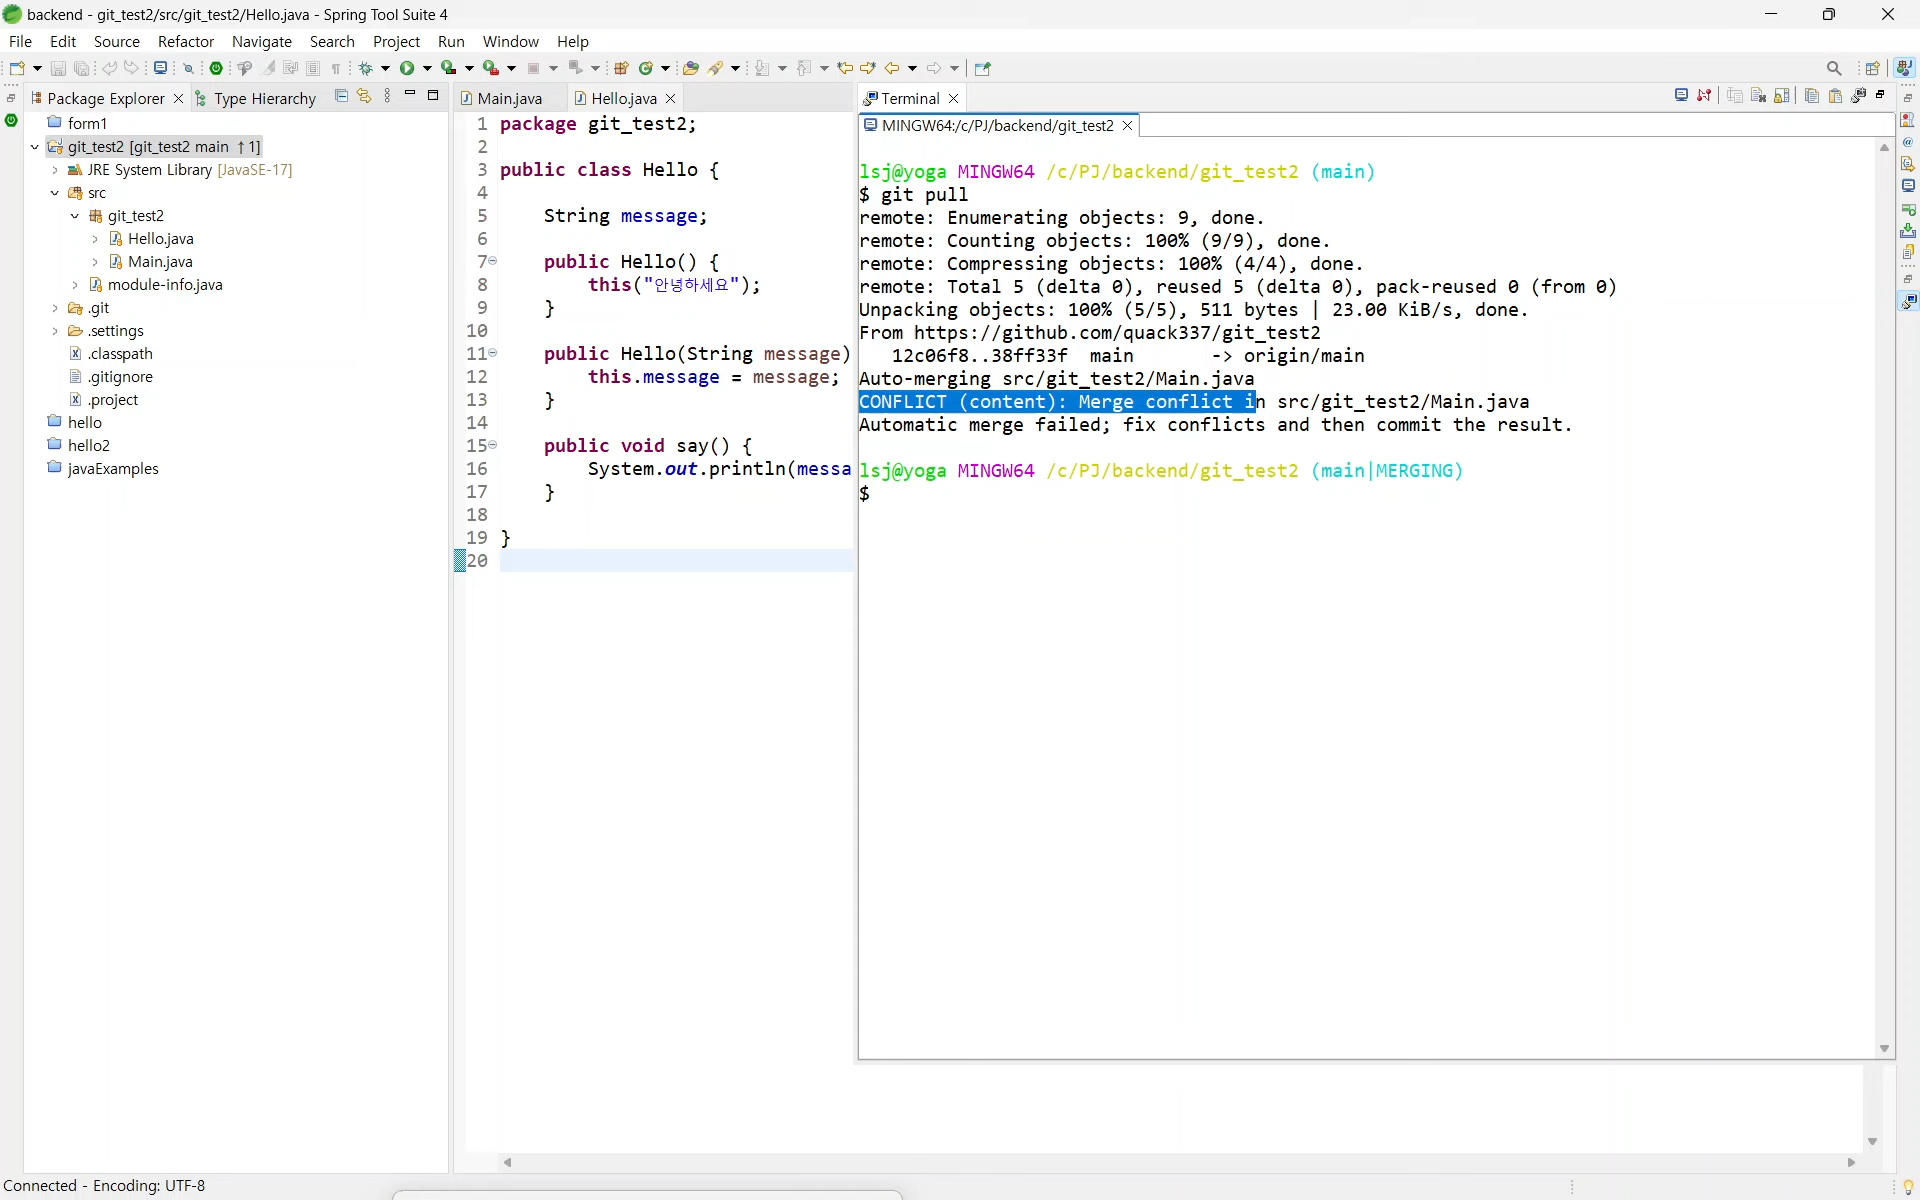 backend - git_test2/src/git_test2/Hello.java - Spring Tool Suite 4
File Edit Source Refactor Navigate Search Project Run Window Help
Package Explorer Type Hierarchy
form1
git_test2 [git_test2 main ↑1]
JRE System Library [JavaSE-17]
src
git_test2
Hello.java
Main.java
module-info.java
.git
.settings
.classpath
.gitignore
.project
hello
hello2
javaExamples
Main.java Hello.java
1 package git_test2;
2
3 public class Hello {
4
5 String message;
6
7 public Hello() {
8 this("안녕하세요");
9 }
10
11 public Hello(String message)
12 this.message = message;
13 }
14
15 public void say() {
16 System.out.println(messa
17 }
18
19 }
20
Terminal
MINGW64:/c/PJ/backend/git_test2
lsj@yoga MINGW64 /c/PJ/backend/git_test2 (main)
$ git pull
remote: Enumerating objects: 9, done.
remote: Counting objects: 100% (9/9), done.
remote: Compressing objects: 100% (4/4), done.
remote: Total 5 (delta 0), reused 5 (delta 0), pack-reused 0 (from 0)
Unpacking objects: 100% (5/5), 511 bytes | 23.00 KiB/s, done.
From https://github.com/quack337/git_test2
12c06f8..38ff33f main -> origin/main
Auto-merging src/git_test2/Main.java
CONFLICT (content): Merge conflict in src/git_test2/Main.java
Automatic merge failed; fix conflicts and then commit the result.
lsj@yoga MINGW64 /c/PJ/backend/git_test2 (main|MERGING)
$
Connected - Encoding: UTF-8